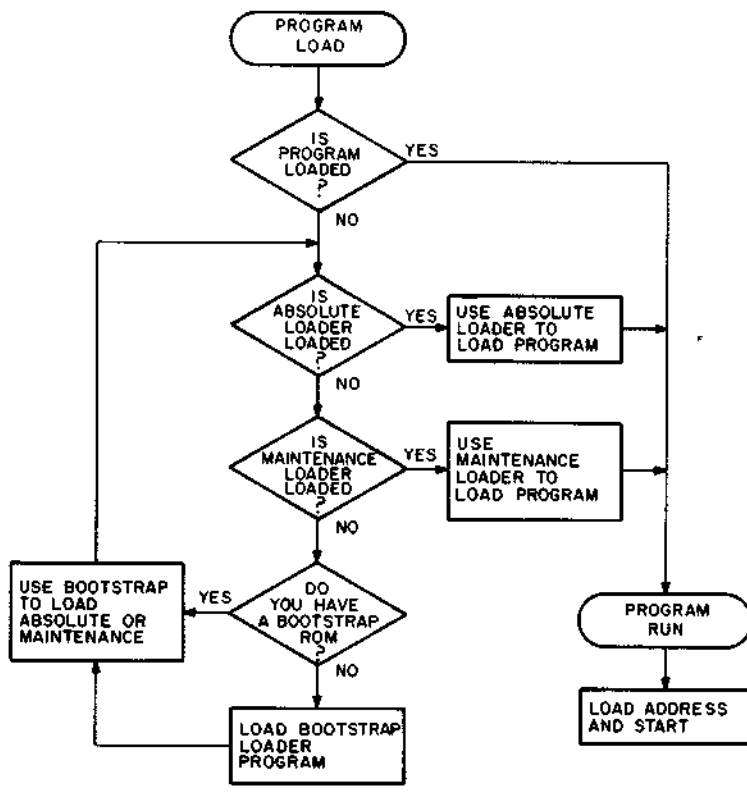 PROGRAM
LOAD
IS
PROGRAM
LOADED
?
YES
NO
IS
ABSOLUTE
LOADER
LOADED
?
YES
USE ABSOLUTE
LOADER TO
LOAD PROGRAM
NO
IS
MAINTENANCE
LOADER
LOADED
?
YES
USE
MAINTENANCE
LOADER TO
LOAD PROGRAM
NO
DO
YOU HAVE
A BOOTSTRAP
ROM
?
YES
USE BOOTSTRAP
TO LOAD
ABSOLUTE OR
MAINTENANCE
NO
LOAD BOOTSTRAP
LOADER
PROGRAM
PROGRAM
RUN
LOAD ADDRESS
AND START